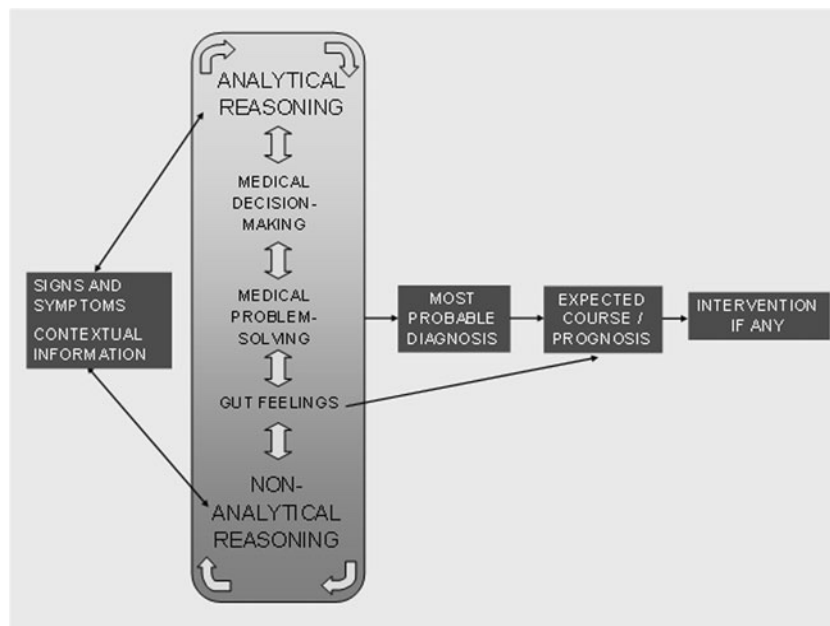 ANALYTICAL
REASONING
MEDICAL
DECISION-
MAKING
SIGNS AND
SYMPTOMS
CONTEXTUAL
INFORMATION
MEDICAL
PROBLEM-
SOLVING
GUT FEELINGS
NON-
ANALYTICAL
REASONING
MOST
PROBABLE
DIAGNOSIS
EXPECTED
COURSE /
PROGNOSIS
INTERVENTION
IF ANY